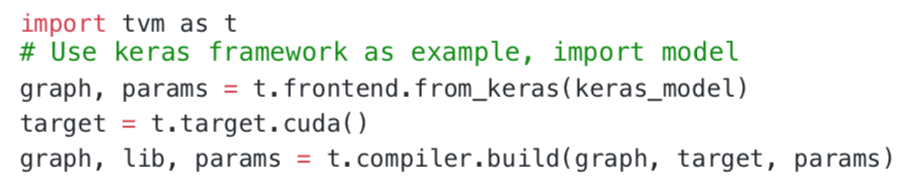 import tvm as t
# Use keras framework as example, import model
graph, params = t.frontend.from_keras(keras_model)
target = t.target.cuda()
graph, lib, params = t.compiler.build(graph, target, params)